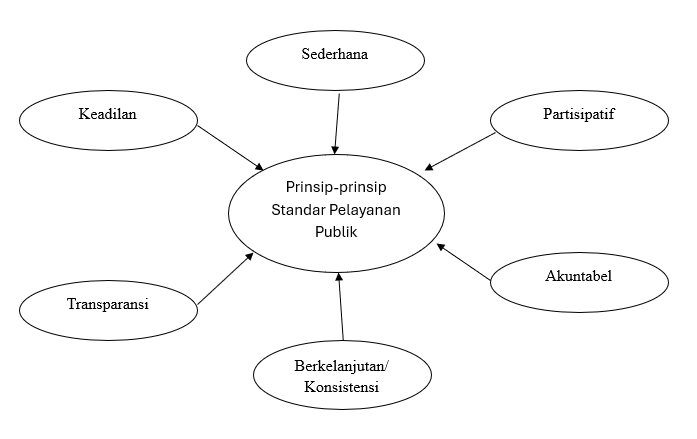 Sederhana
Keadilan
Partisipatif
Prinsip-prinsip
Standar Pelayanan
Publik
Transparansi
Akuntabel
Berkelanjutan/
Konsistensi